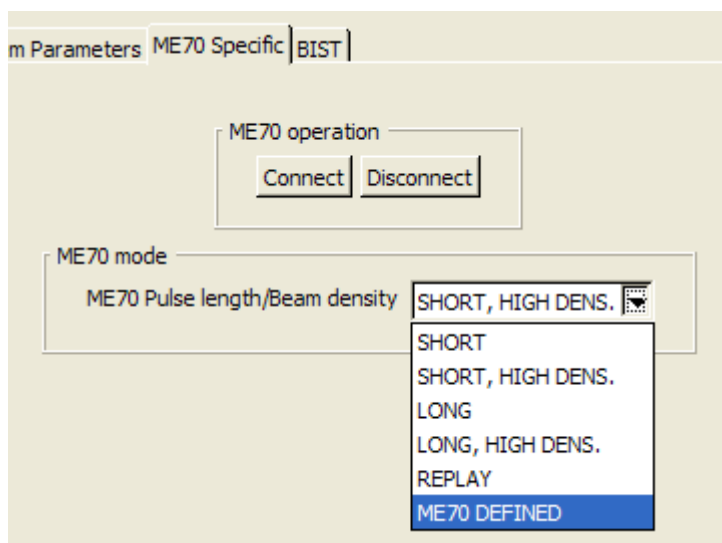 m Parameters ME70 Specific BIST
ME70 operation
Connect Disconnect
ME70 mode
ME70 Pulse length/Beam density SHORT, HIGH DENS.
SHORT
SHORT, HIGH DENS.
LONG
LONG, HIGH DENS.
REPLAY
ME70 DEFINED